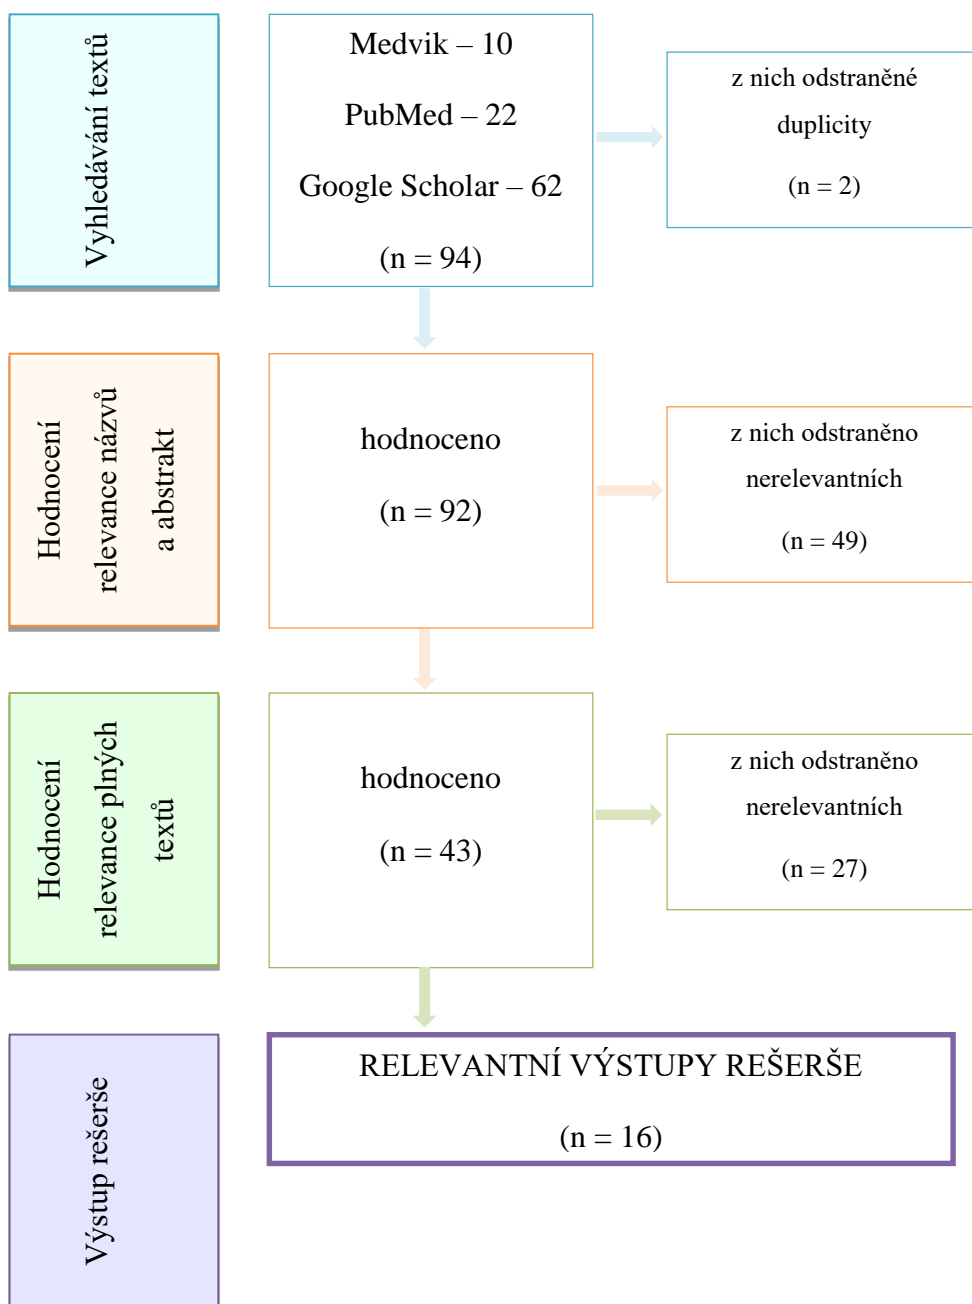 Vyhledávání textů
Medvik – 10
PubMed – 22
Google Scholar – 62
(n = 94)
z nich odstraněné
duplicity
(n = 2)
Hodnocení
relevance názvů
a abstrakt
hodnoceno
(n = 92)
z nich odstraněno
nerelevantních
(n = 49)
Hodnocení
relevance plných
textů
hodnoceno
(n = 43)
z nich odstraněno
nerelevantních
(n = 27)
Výstup rešerše
RELEVANTNÍ VÝSTUPY REŠERŠE
(n = 16)